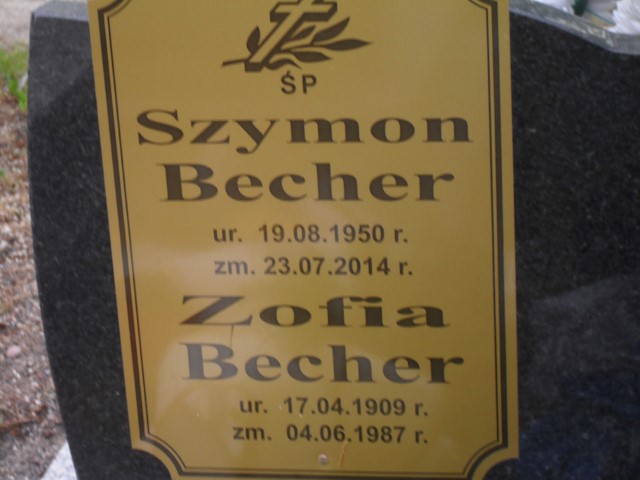 ŚP
Szymon
Becher
ur. 19.08.1950 r.
zm. 23.07.2014 r.
Zofia
Becher
ur. 17.04.1909 r.
zm. 04.06.1987 r.